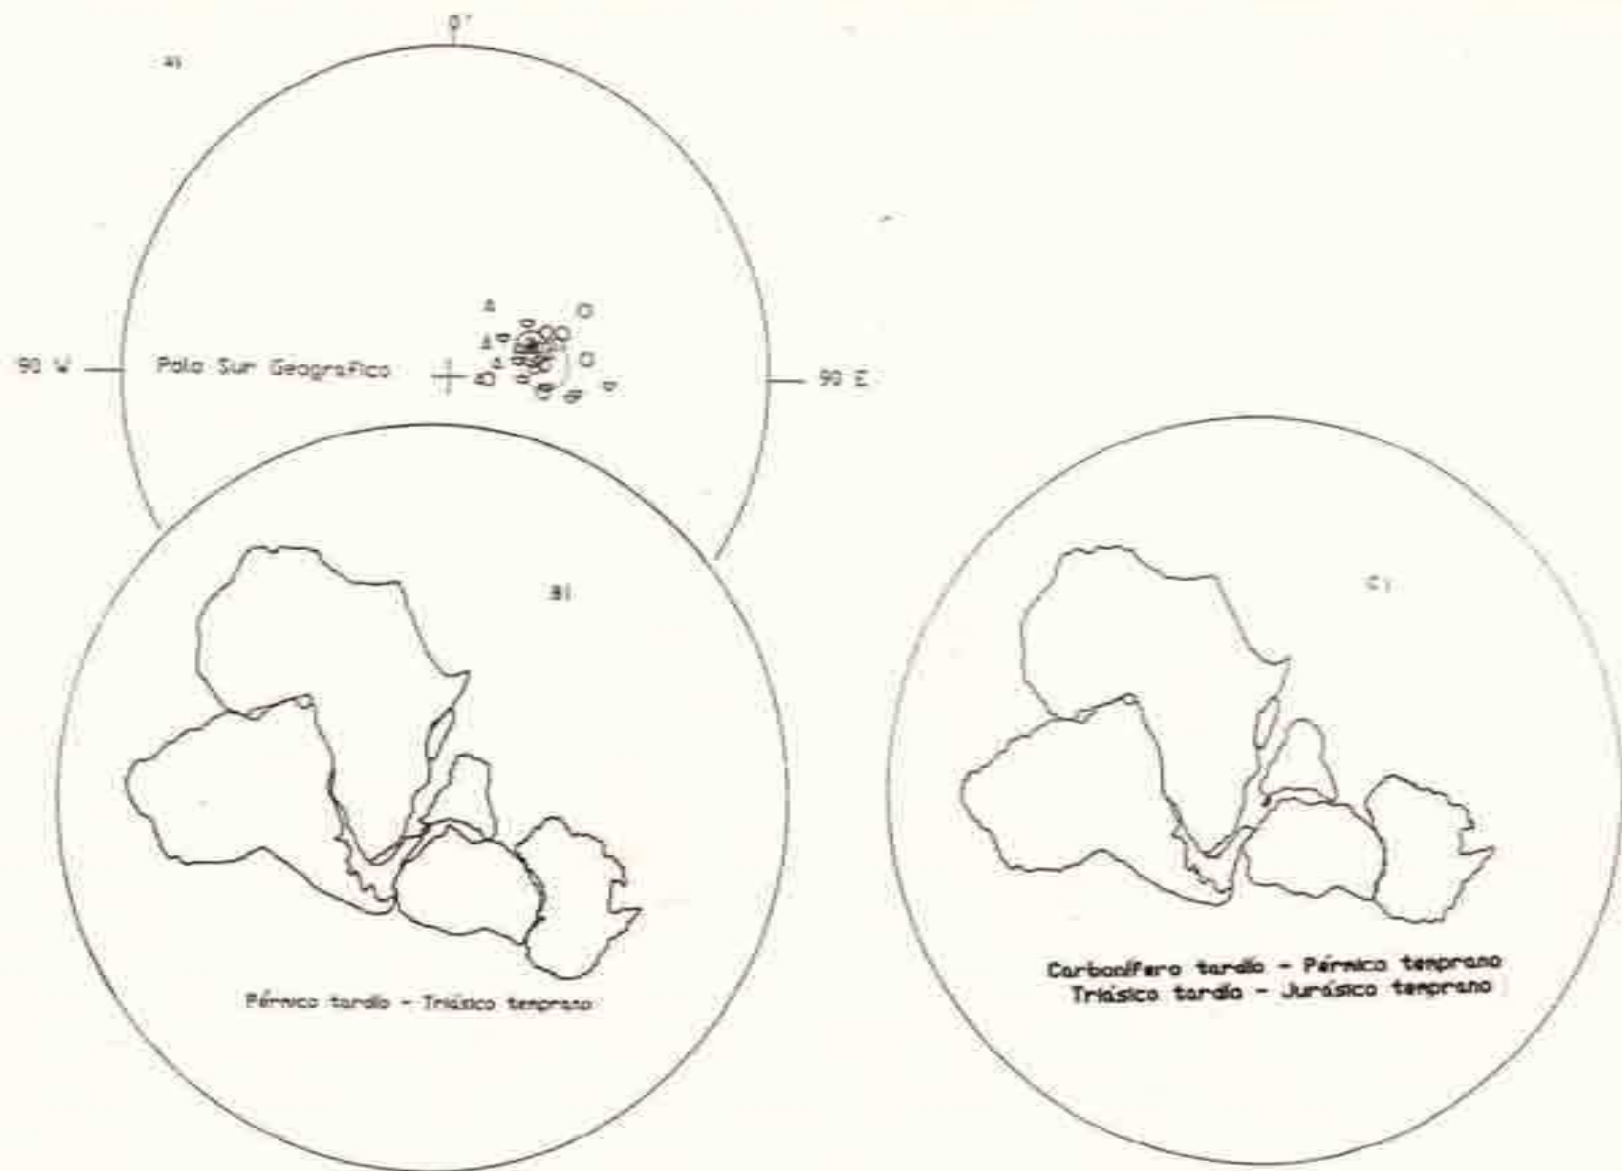 0°
90 W
Polo Sur Geografico
90 E
B)
C)
Pérmico tardío - Triásico temprano
Carbonífero tardío - Pérmico temprano
Triásico tardío - Jurásico temprano